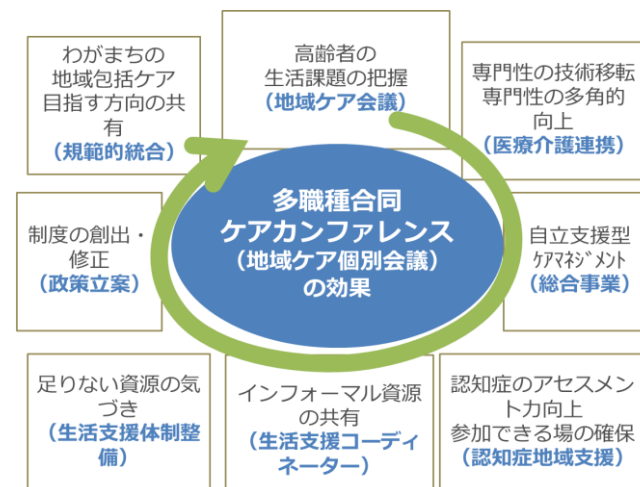 わがまちの
地域包括ケア
目指す方向の共
有
（規範的統合）
高齢者の
生活課題の把握
（地域ケア会議）
専門性の技術移転
専門性の多角的
向上
（医療介護連携）
多職種合同
ケアカンファレンス
（地域ケア個別会議）
の効果
制度の創出・
修正
（政策立案）
自立支援型
ｹｱﾏﾈｼﾞﾒﾝﾄ
（総合事業）
足りない資源の気
づき
（生活支援体制整
備）
インフォーマル資源
の共有
（生活支援コーディ
ネーター）
認知症のアセスメン
ト力向上
参加できる場の確保
（認知症地域支援）